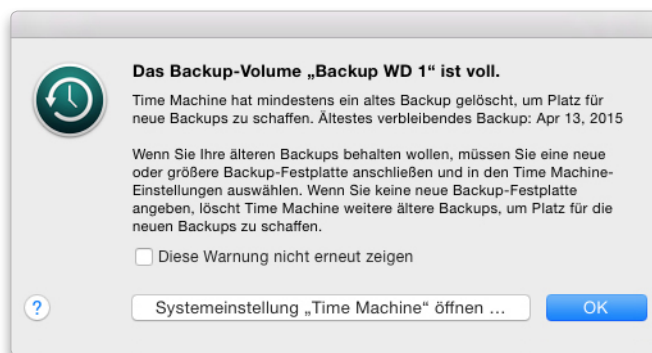 Das Backup-Volume „Backup WD 1“ ist voll.
Time Machine hat mindestens ein altes Backup gelöscht, um Platz für
neue Backups zu schaffen. Ältestes verbleibendes Backup: Apr 13, 2015
Wenn Sie Ihre älteren Backups behalten wollen, müssen Sie eine neue
oder größere Backup-Festplatte anschließen und in den Time Machine-
Einstellungen auswählen. Wenn Sie keine neue Backup-Festplatte
angeben, löscht Time Machine weitere ältere Backups, um Platz für die
neuen Backups zu schaffen.
Diese Warnung nicht erneut zeigen
? Systemeinstellung „Time Machine“ öffnen ... OK